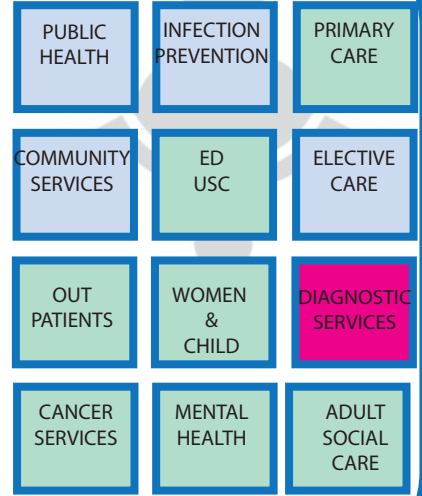 PUBLIC
HEALTH
INFECTION
PREVENTION
PRIMARY
CARE
COMMUNITY
SERVICES
ED
USC
ELECTIVE
CARE
OUT
PATIENTS
WOMEN
&
CHILD
DIAGNOSTIC
SERVICES
CANCER
SERVICES
MENTAL
HEALTH
ADULT
SOCIAL
CARE